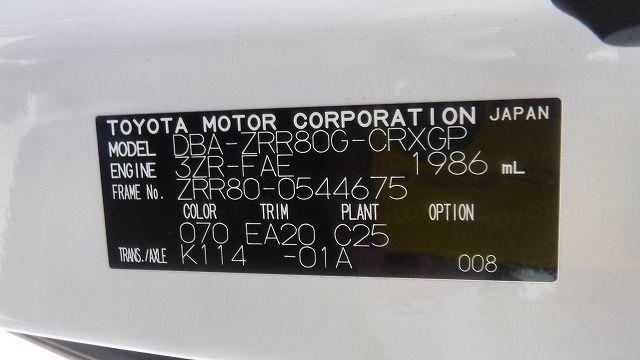 TOYOTA MOTOR CORPORATION JAPAN
MODEL DBA-ZRR80G-CRXGP
ENGINE 3ZR-FAE 1986 mL
FRAME No. ZRR80-0544675
COLOR TRIM PLANT OPTION
070 EA20 C25
TRANS./AXLE K114 -01A 008